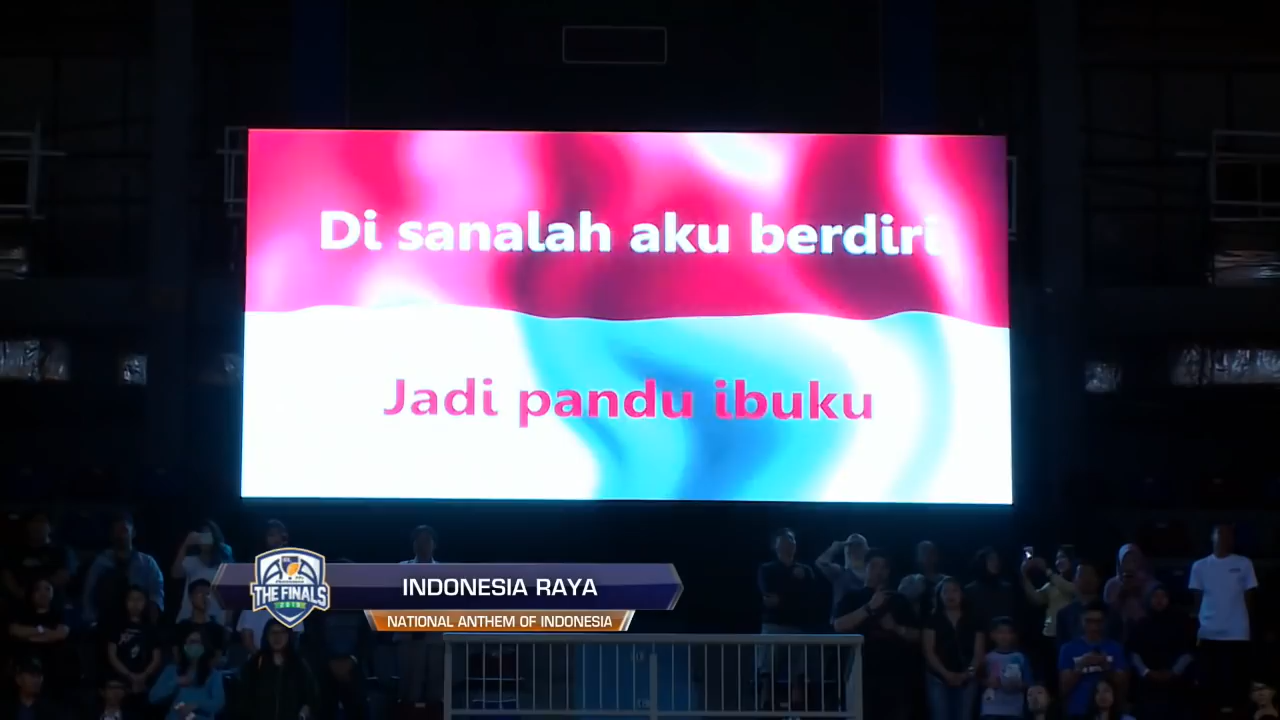 Di sanalah aku berdiri
Jadi pandu ibuku
THE FINALS
INDONESIA RAYA
NATIONAL ANTHEM OF INDONESIA